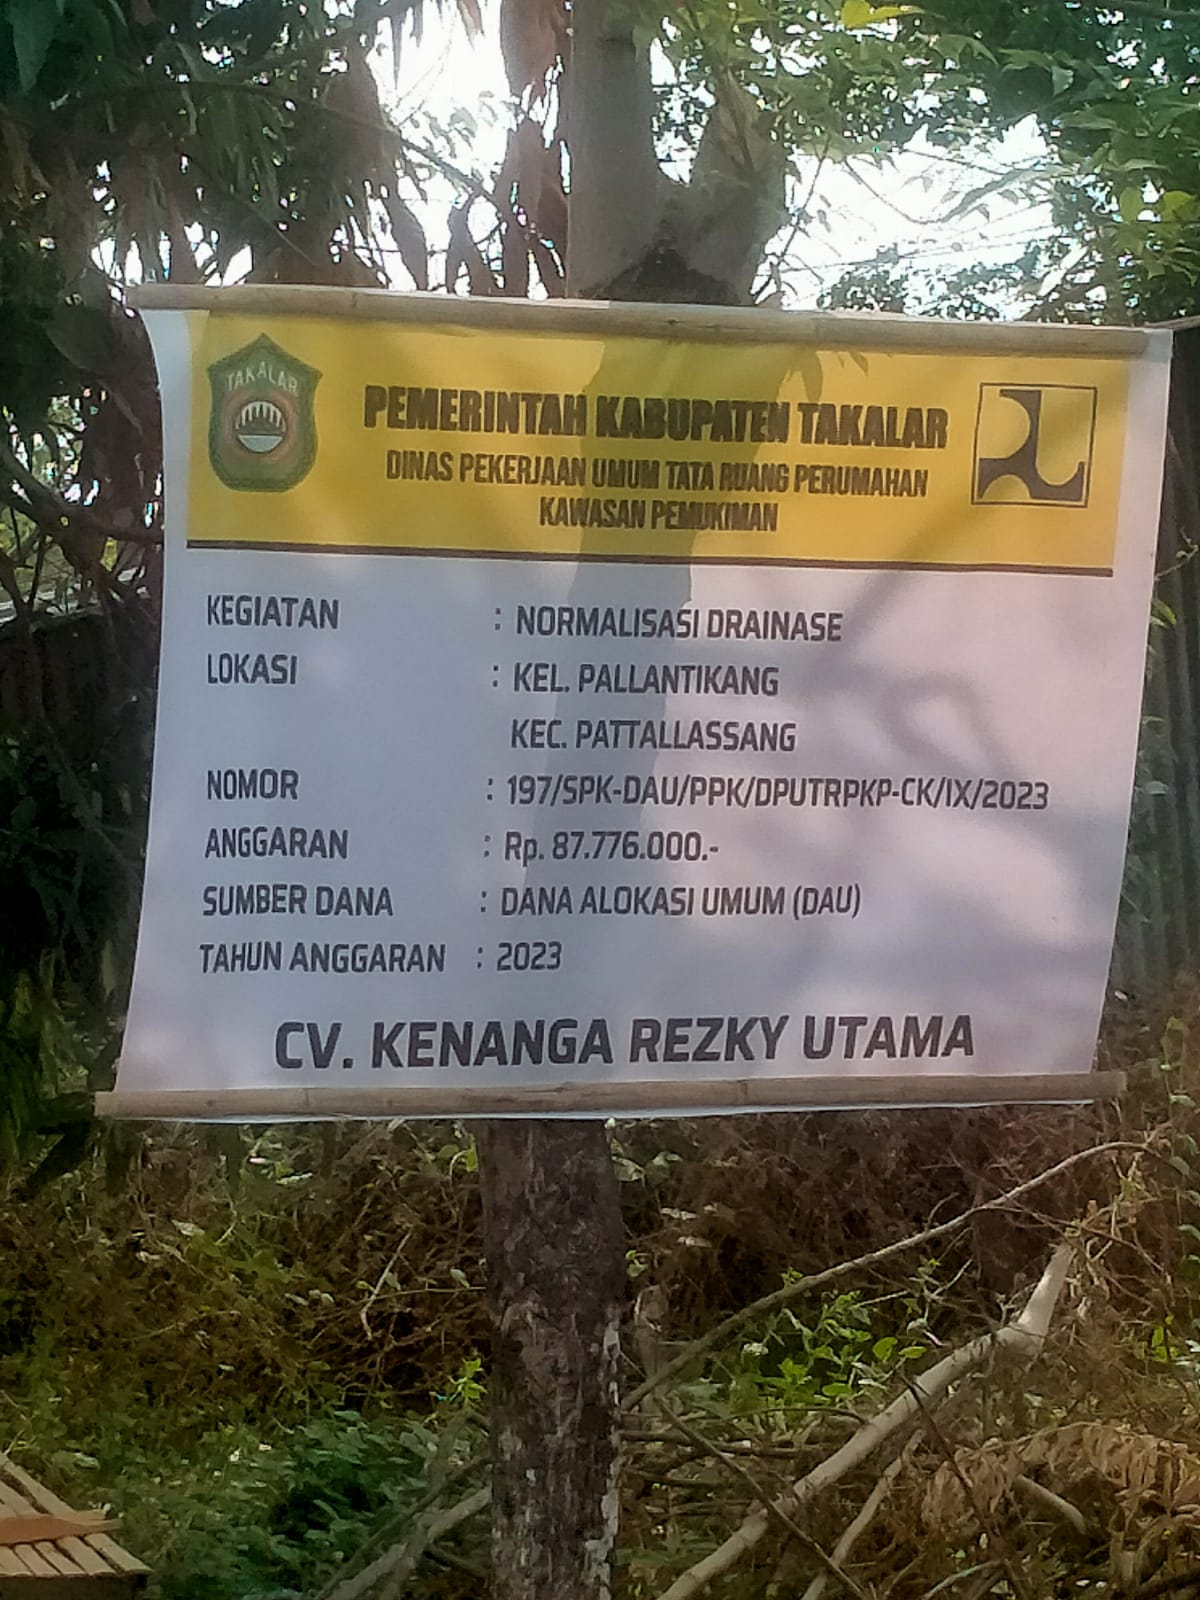 TAKALAR
PEMERINTAH KABUPATEN TAKALAR
DINAS PEKERJAAN UMUM TATA RUANG PERUMAHAN
KAWASAN PEMUKIMAN
KEGIATAN : NORMALISASI DRAINASE
LOKASI : KEL. PALLANTIKANG
KEC. PATTALLASSANG
NOMOR : 197/SPK-DAU/PPK/DPUTRPKP-CK/IX/2023
ANGGARAN : Rp. 87.776.000.-
SUMBER DANA : DANA ALOKASI UMUM (DAU)
TAHUN ANGGARAN : 2023
CV. KENANGA REZKY UTAMA